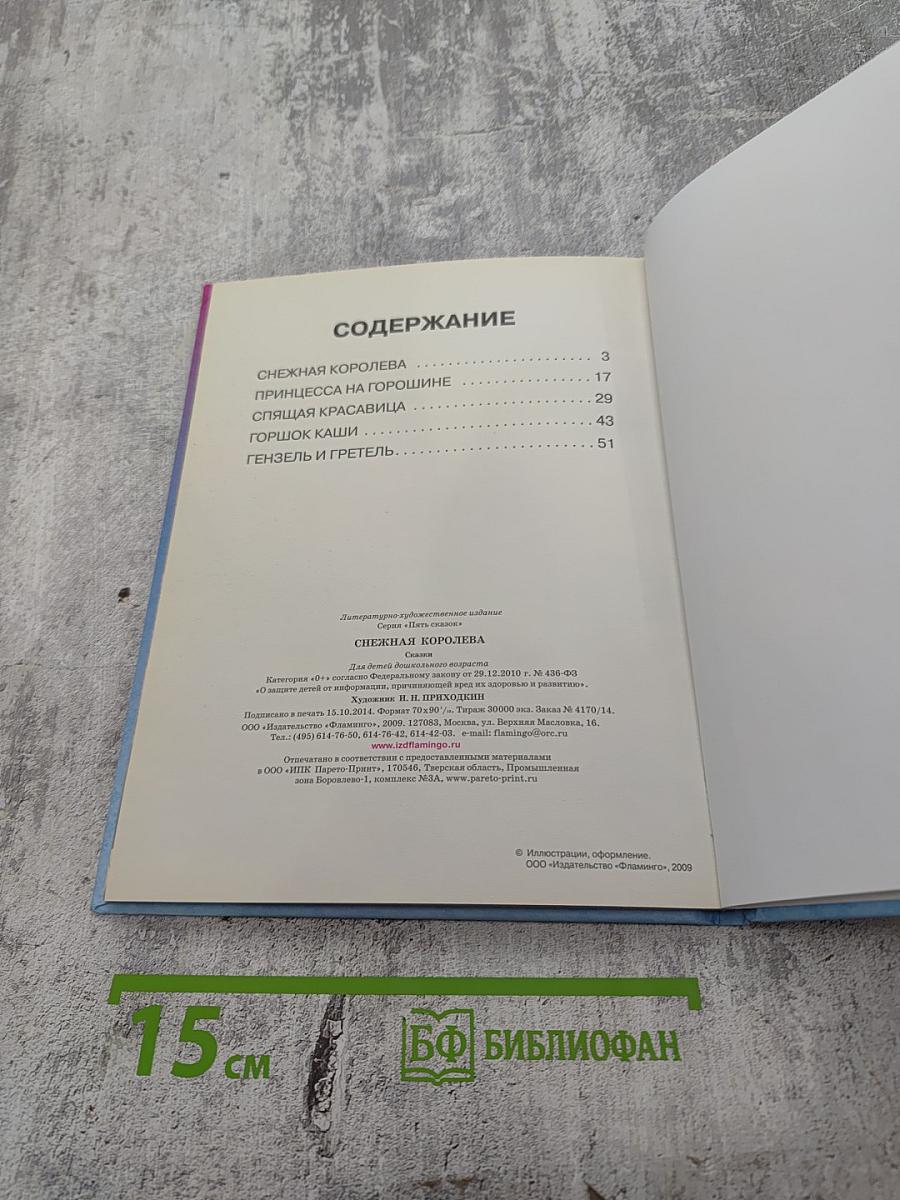 СОДЕРЖАНИЕ
СНЕЖНАЯ КОРОЛЕВА ...................... 3
ПРИНЦЕССА НА ГОРОШИНЕ ................ 17
СПЯЩАЯ КРАСАВИЦА ....................... 29
ГОРШОК КАШИ ............................. 43
ГЕНЗЕЛЬ И ГРЕТЕЛЬ ......................... 51
Литературно-художественное издание
Серия «Пять сказок»
СНЕЖНАЯ КОРОЛЕВА
Сказки
Для детей дошкольного возраста
Категория «0+» согласно Федеральному закону от 29.12.2010 г. № 436-ФЗ
«О защите детей от информации, причиняющей вред их здоровью и развитию».
Художник Н. Н. ПРИХОДКИН
Подписано в печать 15.10.2014. Формат 70х90 ¹/₁₆. Тираж 30000 экз. Заказ № 4170/14.
ООО «Издательство «Фламинго», 2009. 127083, Москва, ул. Верхняя Масловка, 16.
Тел.: (495) 614-76-50, 614-76-42, 614-42-03. e-mail: flamingo@orc.ru
www.izdflamingo.ru
Отпечатано в соответствии с предоставленными материалами
в ООО «ИПК Парето-Принт», 170546, Тверская область, Промышленная
зона Боровлево-1, комплекс №3А, www.pareto-print.ru
© Иллюстрации, оформление.
ООО «Издательство «Фламинго», 2009
15 см
БФ БИБЛИОФАН